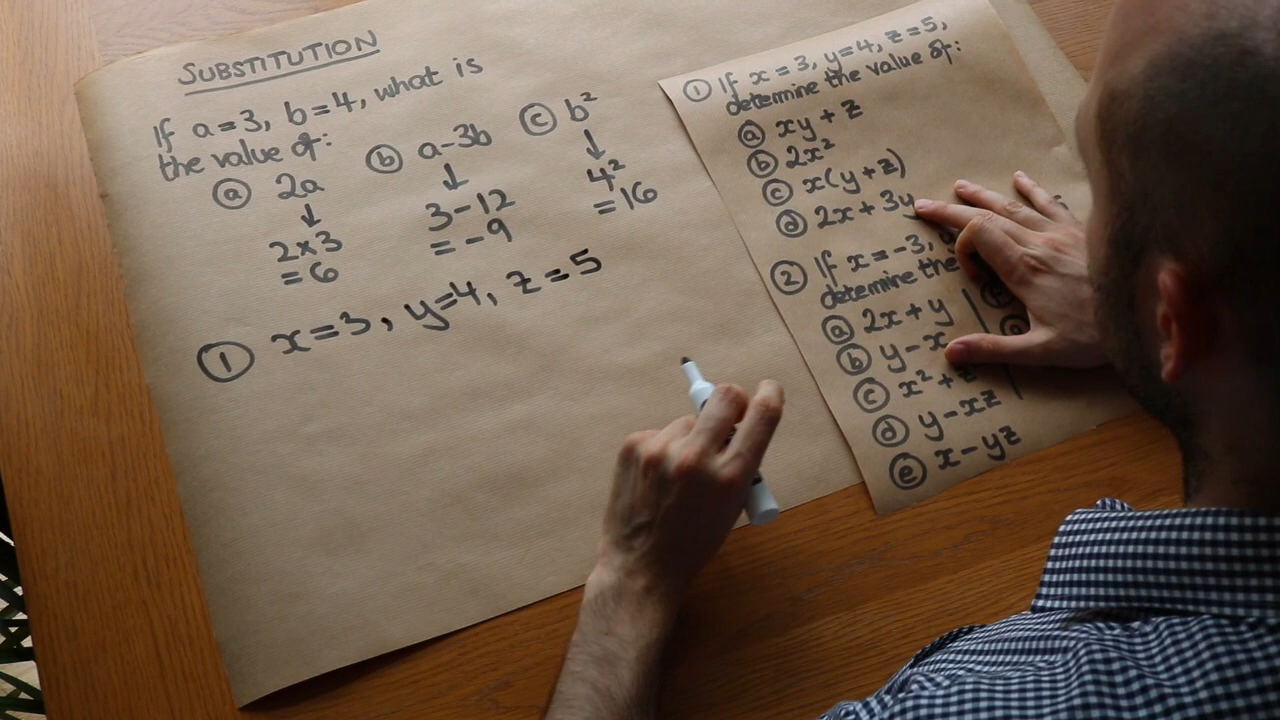 SUBSTITUTION
If a=3, b=4, what is
the value of:
ⓐ 2a
↓
2×3
=6
ⓑ a-3b
↓
3-12
=-9
ⓒ b²
↓
4²
=16
① x=3, y=4, z=5
① If x=3, y=4, z=5,
determine the value of:
ⓐ xy+z
ⓑ 2x²
ⓒ x(y+z)
ⓓ 2x+3y
② If x=-3,
determine the
ⓐ 2x+y
ⓑ y-x
ⓒ x²+z
ⓓ y-xz
ⓔ x-yz